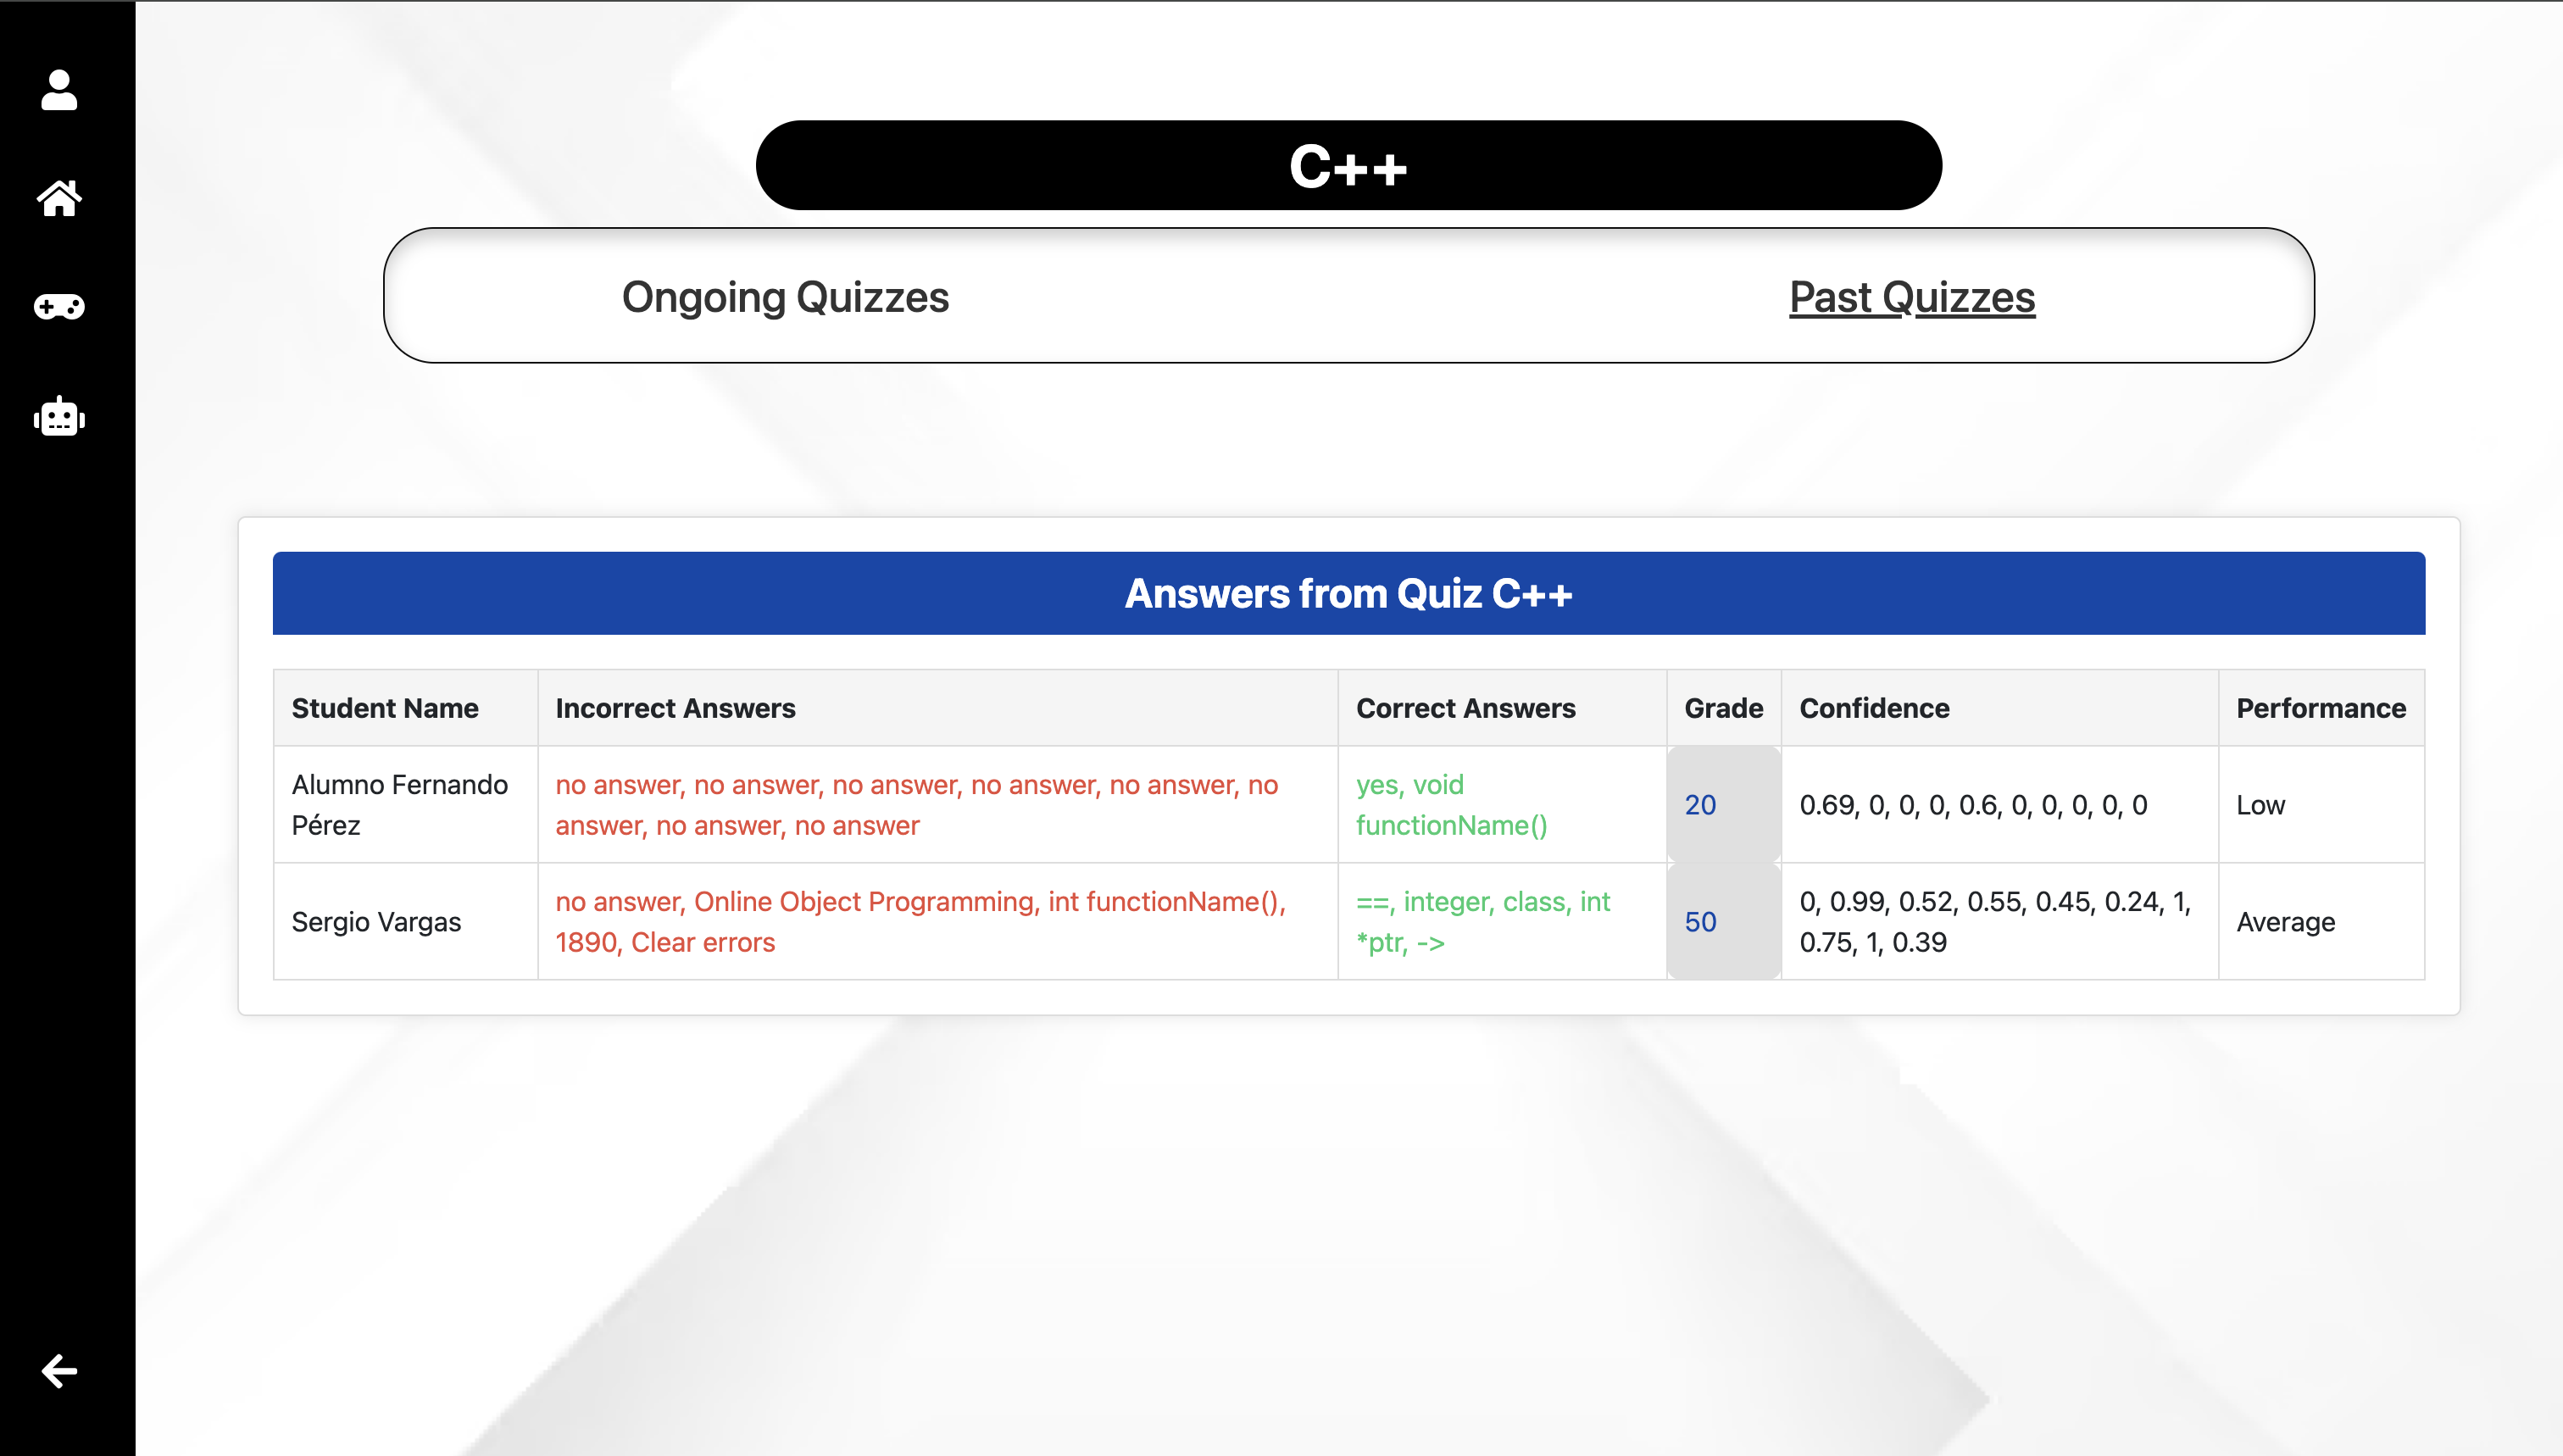 C++
Ongoing Quizzes
Past Quizzes
Answers from Quiz C++
Student Name
Incorrect Answers
Correct Answers
Grade
Confidence
Performance
Alumno Fernando
Pérez
no answer, no answer, no answer, no answer, no answer, no
answer, no answer, no answer
yes, void
functionName()
20
0.69, 0, 0, 0, 0.6, 0, 0, 0, 0, 0
Low
Sergio Vargas
no answer, Online Object Programming, int functionName(),
1890, Clear errors
==, integer, class, int
*ptr, ->
50
0, 0.99, 0.52, 0.55, 0.45, 0.24, 1,
0.75, 1, 0.39
Average